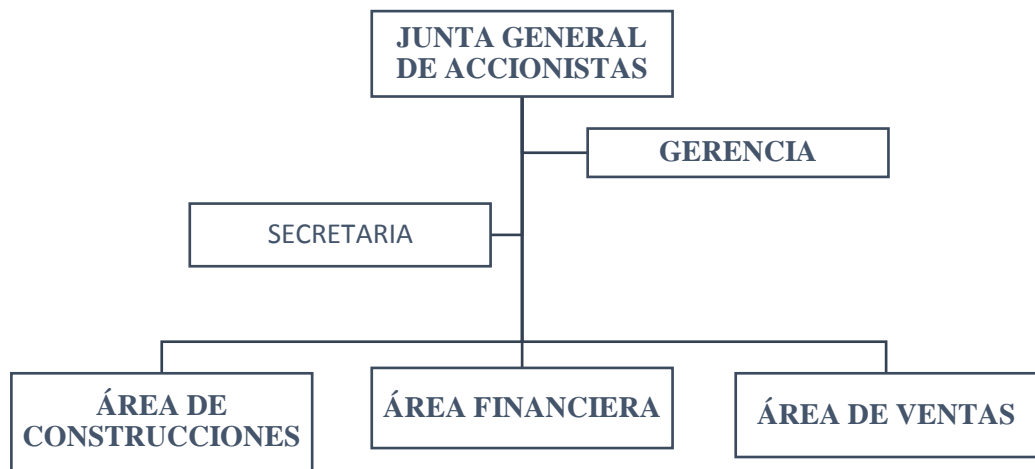 JUNTA GENERAL
DE ACCIONISTAS
GERENCIA
SECRETARIA
ÁREA DE
CONSTRUCCIONES
ÁREA FINANCIERA
ÁREA DE VENTAS